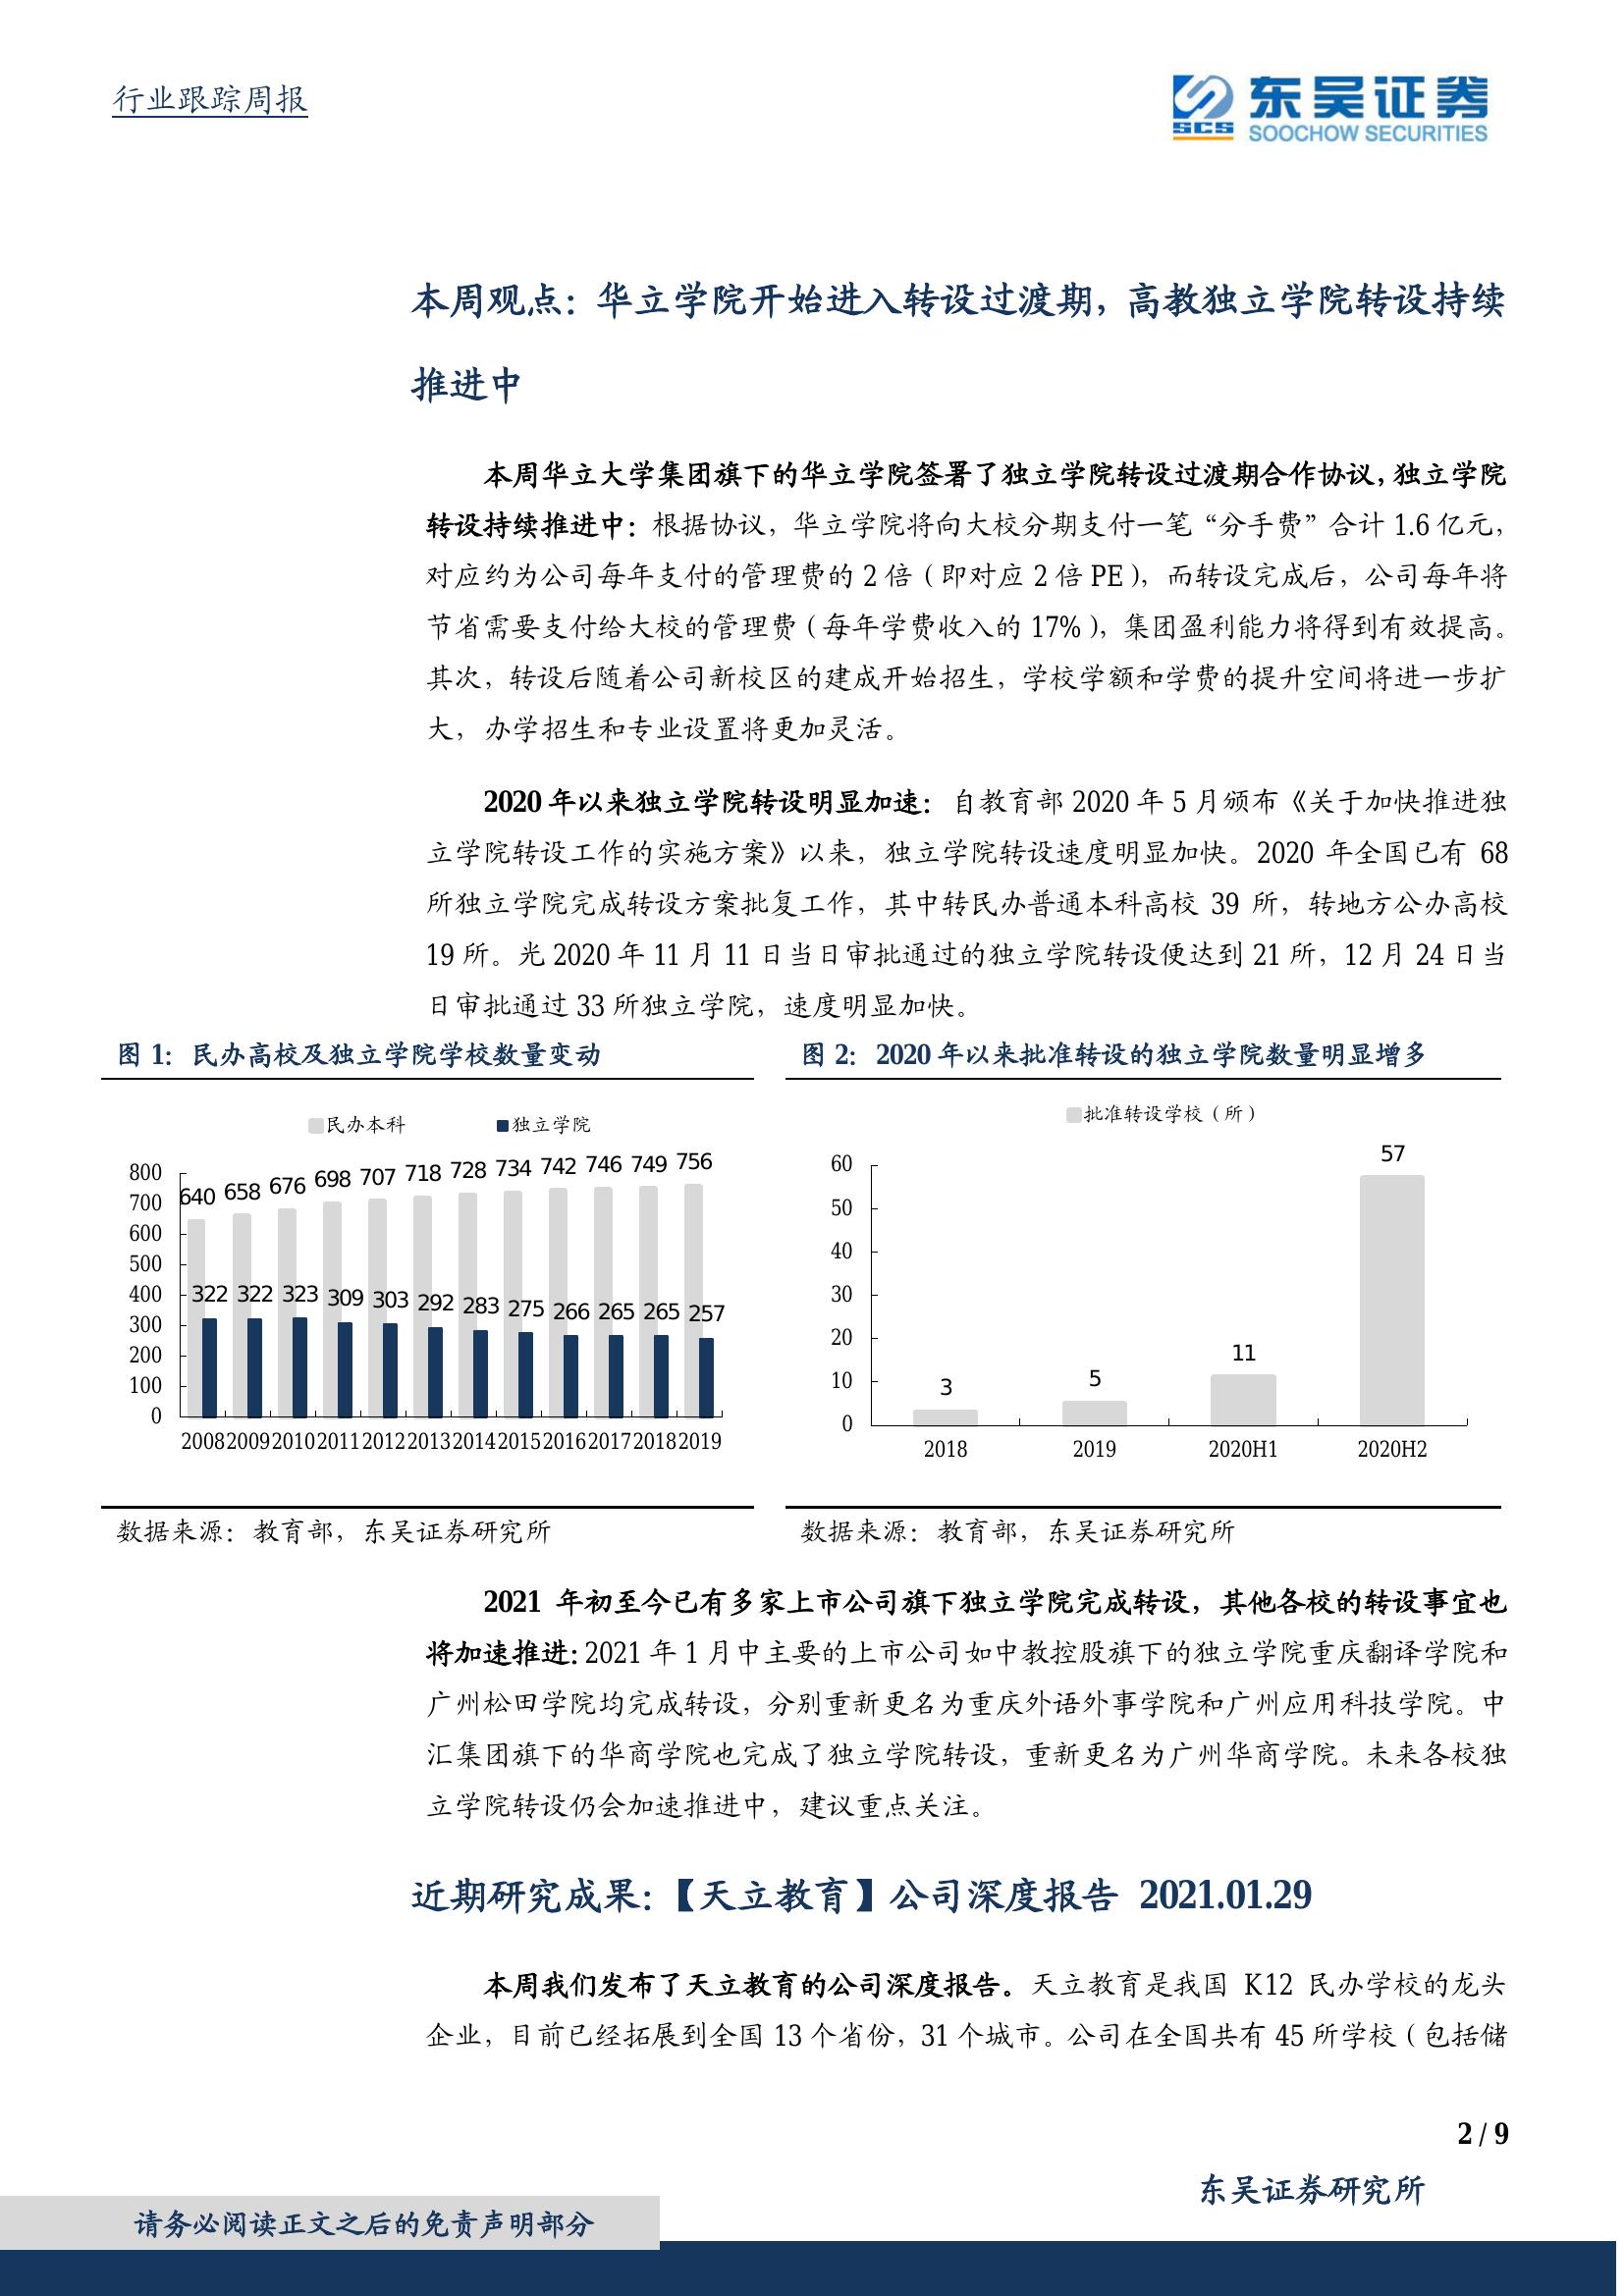 行业跟踪周报
SCS
东吴证券
SOOCHOW SECURITIES
本周观点：华立学院开始进入转设过渡期，高教独立学院转设持续
推进中
本周华立大学集团旗下的华立学院签署了独立学院转设过渡期合作协议，独立学院
转设持续推进中：根据协议，华立学院将向大校分期支付一笔“分手费”合计 1.6 亿元，
对应约为公司每年支付的管理费的 2 倍（即对应 2 倍 PE），而转设完成后，公司每年将
节省需要支付给大校的管理费（每年学费收入的 17%），集团盈利能力将得到有效提高。
其次，转设后随着公司新校区的建成开始招生，学校学额和学费的提升空间将进一步扩
大，办学招生和专业设置将更加灵活。
2020 年以来独立学院转设明显加速：自教育部 2020 年 5 月颁布《关于加快推进独
立学院转设工作的实施方案》以来，独立学院转设速度明显加快。2020 年全国已有 68
所独立学院完成转设方案批复工作，其中转民办普通本科高校 39 所，转地方公办高校
19 所。光 2020 年 11 月 11 日当日审批通过的独立学院转设便达到 21 所，12 月 24 日当
日审批通过 33 所独立学院，速度明显加快。
图 1：民办高校及独立学院学校数量变动
民办本科 独立学院
800
700
600
500
400
300
200
100
0
640 658 676 698 707 718 728 734 742 746 749 756
322 322 323 309 303 292 283 275 266 265 265 257
2008 2009 2010 2011 2012 2013 2014 2015 2016 2017 2018 2019
数据来源：教育部，东吴证券研究所
图 2：2020 年以来批准转设的独立学院数量明显增多
批准转设学校（所）
60
50
40
30
20
10
0
3 5 11 57
2018 2019 2020H1 2020H2
数据来源：教育部，东吴证券研究所
2021 年初至今已有多家上市公司旗下独立学院完成转设，其他各校的转设事宜也
将加速推进：2021 年 1 月中主要的上市公司如中教控股旗下的独立学院重庆翻译学院和
广州松田学院均完成转设，分别重新更名为重庆外语外事学院和广州应用科技学院。中
汇集团旗下的华商学院也完成了独立学院转设，重新更名为广州华商学院。未来各校独
立学院转设仍会加速推进中，建议重点关注。
近期研究成果：【天立教育】公司深度报告 2021.01.29
本周我们发布了天立教育的公司深度报告。天立教育是我国 K12 民办学校的龙头
企业，目前已经拓展到全国 13 个省份，31 个城市。公司在全国共有 45 所学校（包括储
2 / 9
东吴证券研究所
请务必阅读正文之后的免责声明部分